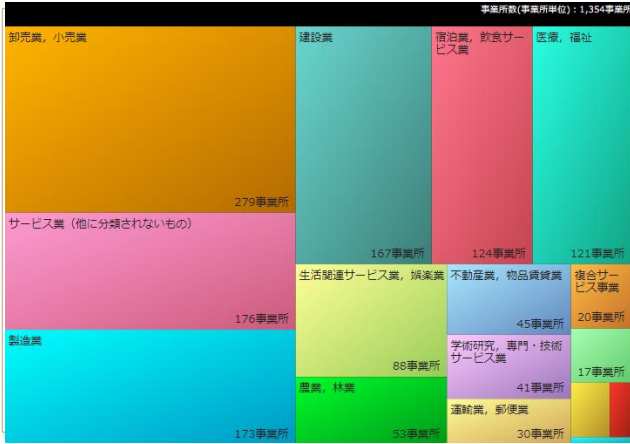 事業所数(事業所単位)：1,354事業所
卸売業，小売業
279事業所
サービス業（他に分類されないもの）
176事業所
製造業
173事業所
建設業
167事業所
宿泊業，飲食サー
ビス業
124事業所
医療，福祉
121事業所
生活関連サービス業，娯楽業
88事業所
農業，林業
53事業所
不動産業，物品賃貸業
45事業所
学術研究，専門・技術
サービス業
41事業所
運輸業，郵便業
30事業所
複合サー
ビス事業
20事業所
17事業所